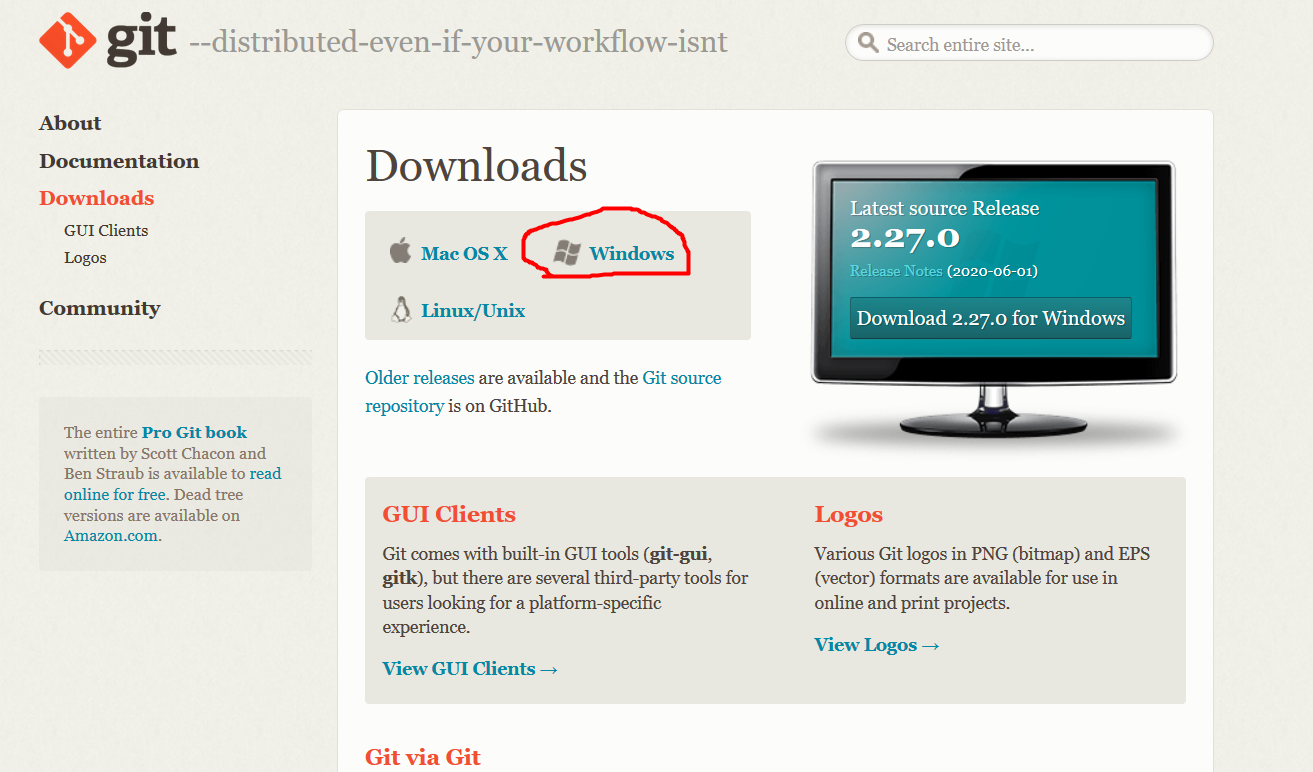 git --distributed-even-if-your-workflow-isnt
Search entire site...
About
Documentation
Downloads
GUI Clients
Logos
Community
The entire Pro Git book
written by Scott Chacon and
Ben Straub is available to read
online for free. Dead tree
versions are available on
Amazon.com.
Downloads
Mac OS X
Windows
Linux/Unix
Older releases are available and the Git source
repository is on GitHub.
Latest source Release
2.27.0
Release Notes (2020-06-01)
Download 2.27.0 for Windows
GUI Clients
Git comes with built-in GUI tools (git-gui,
gitk), but there are several third-party tools for
users looking for a platform-specific
experience.
View GUI Clients →
Logos
Various Git logos in PNG (bitmap) and EPS
(vector) formats are available for use in
online and print projects.
View Logos →
Git via Git